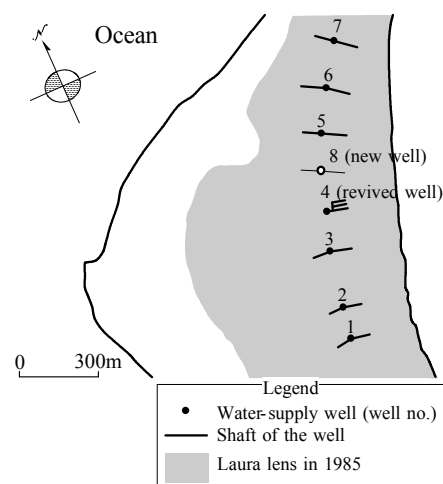 N
Ocean
7
6
5
8 (new well)
4 (revived well)
3
2
1
0 300m
Legend
Water-supply well (well no.)
Shaft of the well
Laura lens in 1985